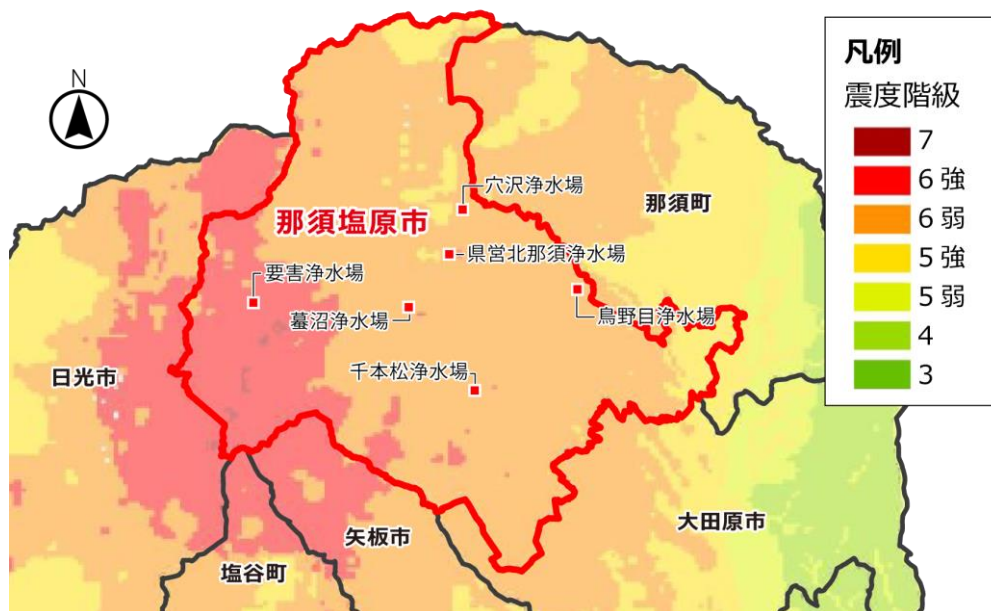 N
凡例
震度階級
7
6 強
6 弱
5 強
5 弱
4
3
穴沢浄水場
那須町
那須塩原市
県営北那須浄水場
要害浄水場
蟇沼浄水場
鳥野目浄水場
千本松浄水場
日光市
大田原市
矢板市
塩谷町